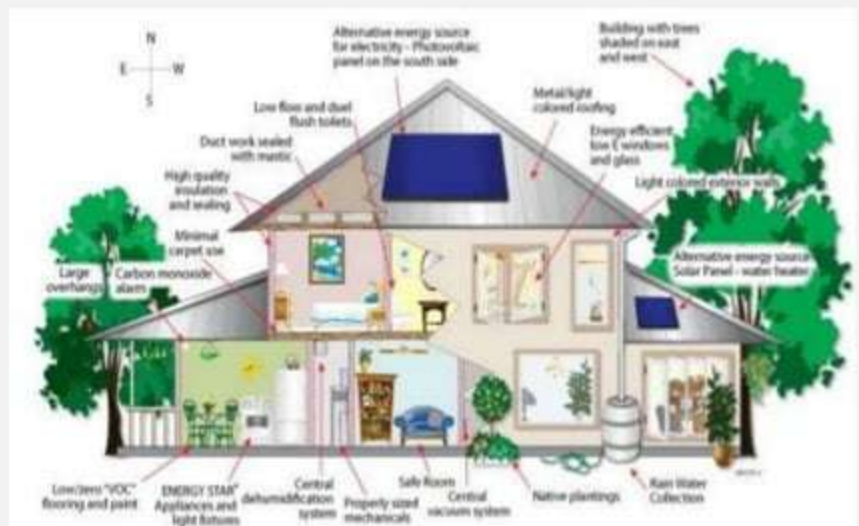 N
E W
S
Alternative energy source
for electricity - Photovoltaic
panel on the south side
Building with trees
shaded on east
and west
Low flow and duel
flush toilets
Metal/light
colored roofing
Duct work sealed
with mastic
Energy efficient
low E windows
and glass
High quality
insulation
and sealing
Light colored exterior walls
Minimal
carpet use
Large
overhangs
Carbon monoxide
alarm
Alternative energy source
Solar Panel - water heater
Low/zero "VOC"
flooring and paint
ENERGY STAR®
Appliances and
light fixtures
Central
dehumidification
system
Properly sized
mechanicals
Safe Room
Central
vacuum system
Native plantings
Rain Water
Collection